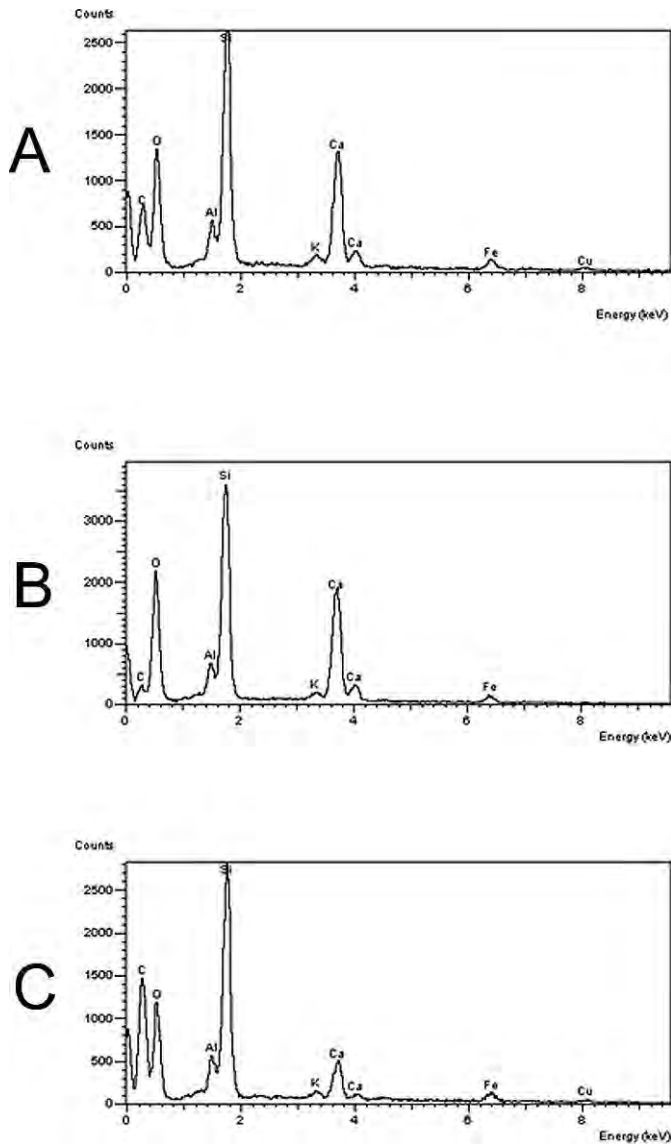 A
Counts
2500
2000
1500
1000
500
0
C
O
Al
Si
K
Ca
Ca
Fe
Cu
0 2 4 6 8
Energy (keV)
B
Counts
3000
2000
1000
0
C
O
Al
Si
K
Ca
Ca
Fe
0 2 4 6 8
Energy (keV)
C
Counts
2500
2000
1500
1000
500
0
C
O
Al
Si
K
Ca
Ca
Fe
Cu
0 2 4 6 8
Energy (keV)